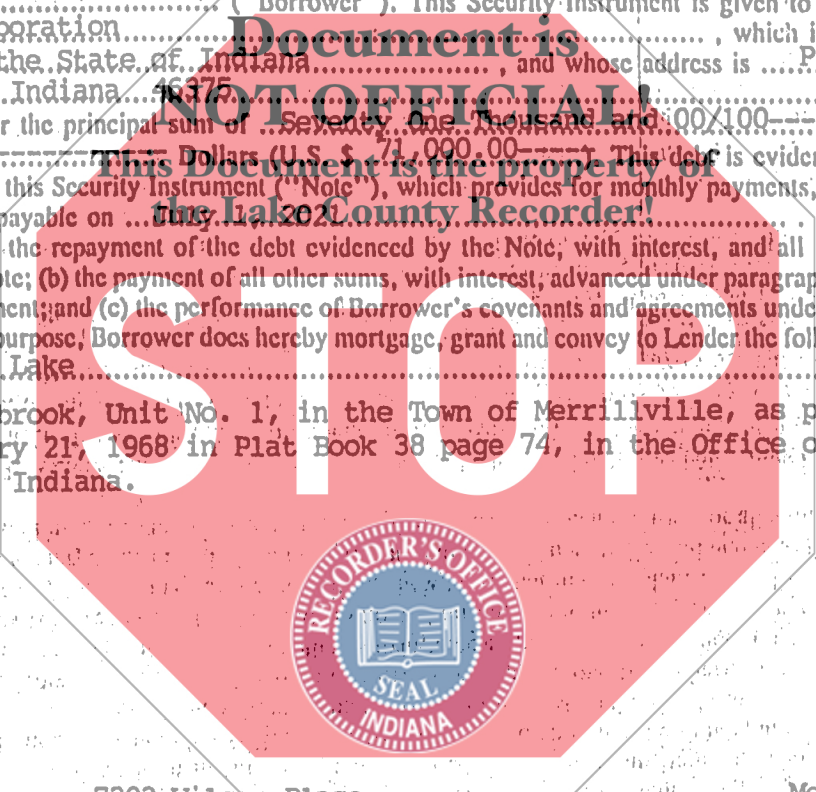 ("Borrower"). This Security Instrument is given to
Document is
poration , which i
the State of Indiana , and whose address is P
NOT OFFICIAL!
Indiana 46375
r the principal sum of Seventy One Thousand and 00/100---
Dollars (U.S. $ 71,000.00----). This debt is eviden
This Document is the property of
this Security Instrument ("Note"), which provides for monthly payments,
the Lake County Recorder!
payable on July 1, 202
the repayment of the debt evidenced by the Note, with interest, and all
te; (b) the payment of all other sums, with interest, advanced under paragrap
ment; and (c) the performance of Borrower's covenants and agreements unde
purpose, Borrower does hereby mortgage, grant and convey to Lender the foll
Lake
STOP
brook, Unit No. 1, in the Town of Merrillville, as p
ry 21, 1968 in Plat Book 38 page 74, in the Office o
Indiana.
RECORDER'S OFFICE
SEAL
INDIANA